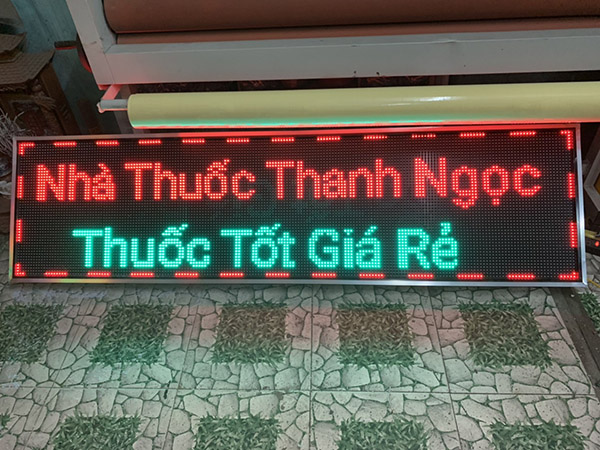 Nhà Thuốc Thanh Ngọc
Thuốc Tốt Giá Rẻ